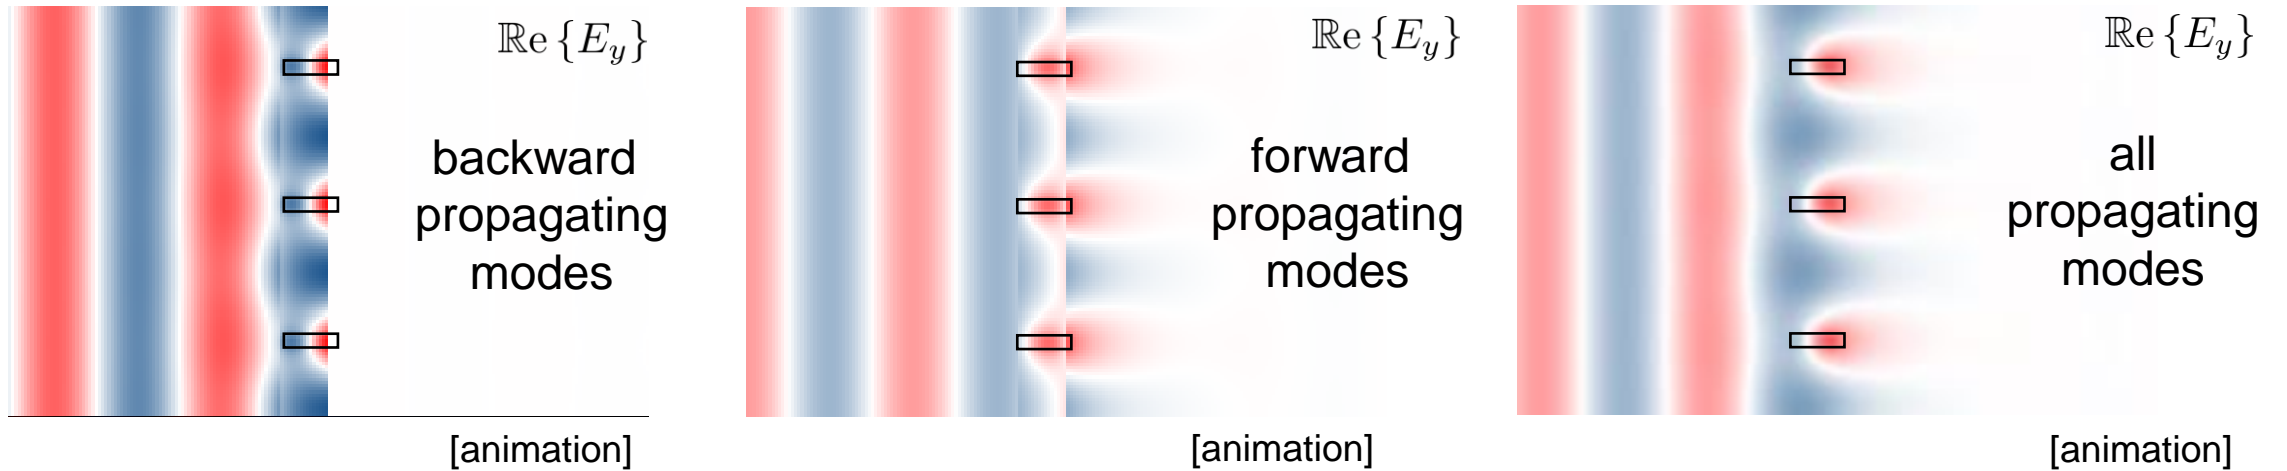 ℝe {E_y}
backward
propagating
modes
[animation]
ℝe {E_y}
forward
propagating
modes
[animation]
ℝe {E_y}
all
propagating
modes
[animation]